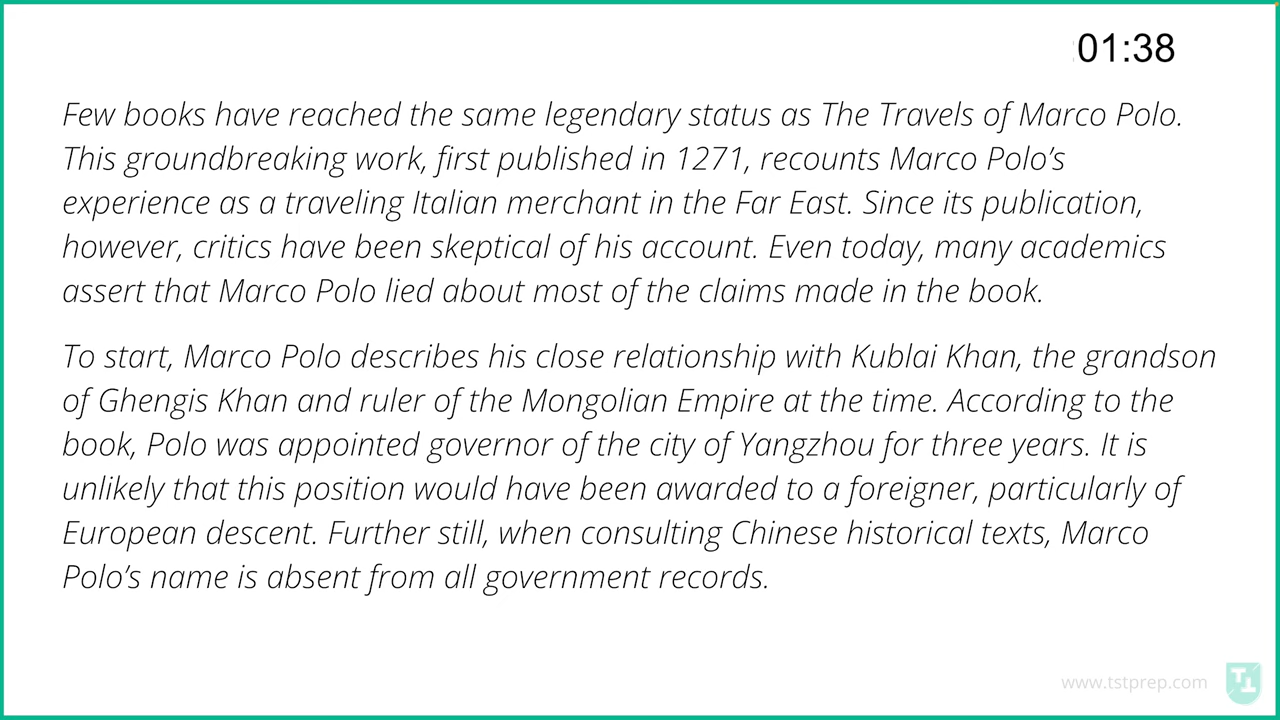 01:38
Few books have reached the same legendary status as The Travels of Marco Polo.
This groundbreaking work, first published in 1271, recounts Marco Polo’s
experience as a traveling Italian merchant in the Far East. Since its publication,
however, critics have been skeptical of his account. Even today, many academics
assert that Marco Polo lied about most of the claims made in the book.
To start, Marco Polo describes his close relationship with Kublai Khan, the grandson
of Ghengis Khan and ruler of the Mongolian Empire at the time. According to the
book, Polo was appointed governor of the city of Yangzhou for three years. It is
unlikely that this position would have been awarded to a foreigner, particularly of
European descent. Further still, when consulting Chinese historical texts, Marco
Polo’s name is absent from all government records.
www.tstprep.com